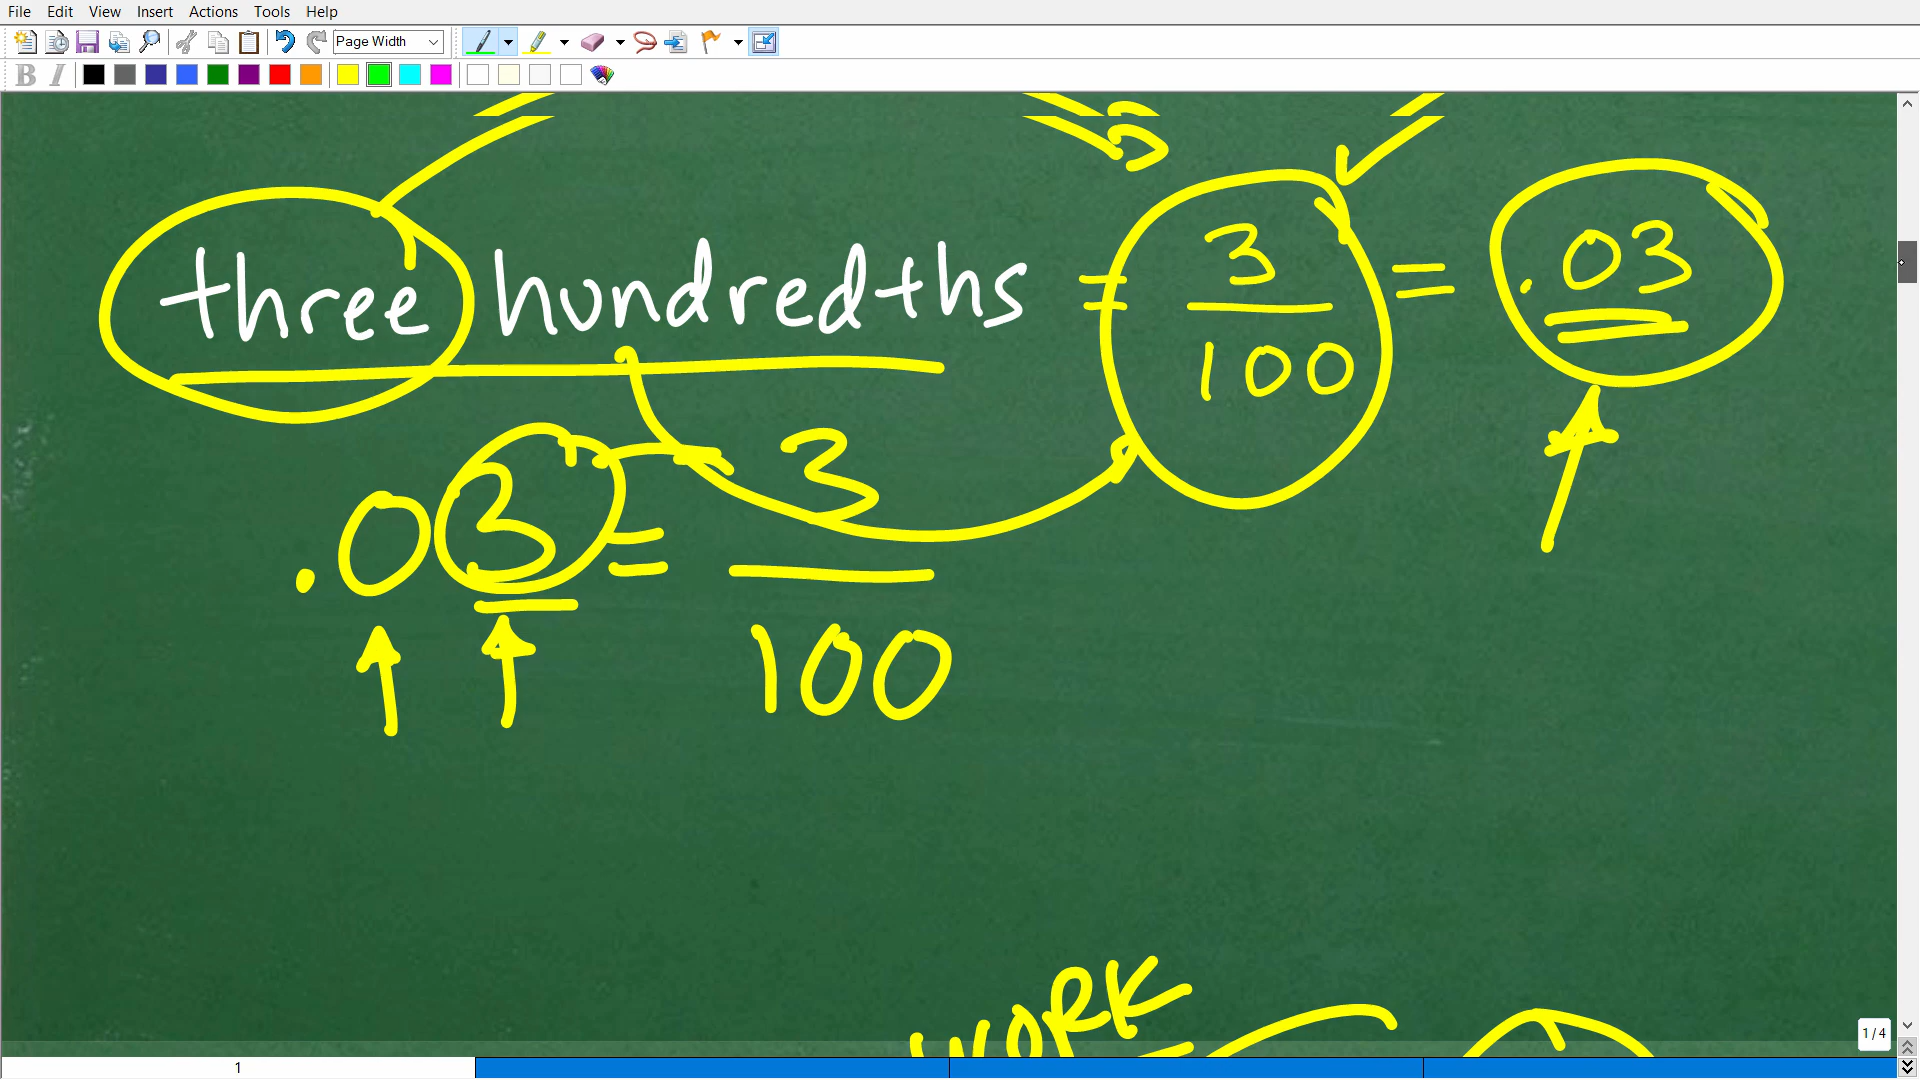 File Edit View Insert Actions Tools Help
Page Width
B I
three hundredths = 3/100 = .03
.03 = 3/100
WORK
1 / 4
1